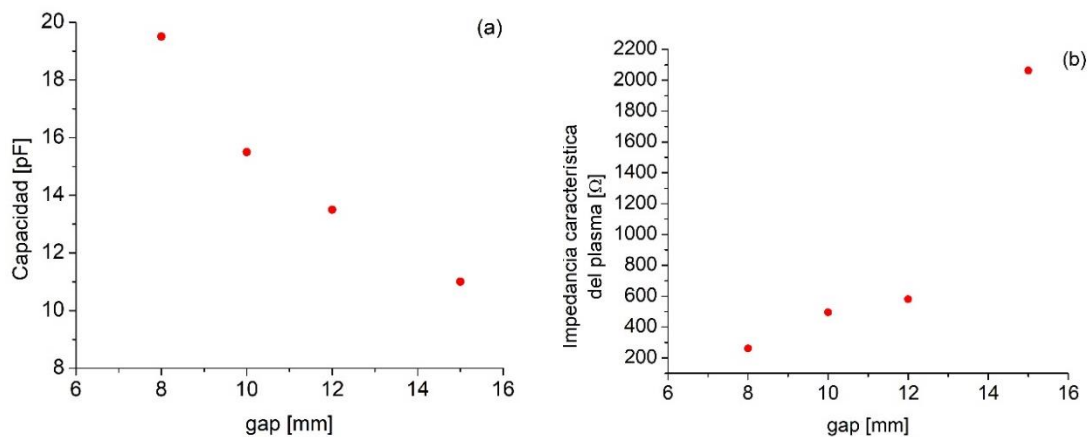 (a)
Capacidad [pF]
20
18
16
14
12
10
8
6 8 10 12 14 16
gap [mm]
(b)
Impedancia característica
del plasma [Ω]
2200
2000
1800
1600
1400
1200
1000
800
600
400
200
6 8 10 12 14 16
gap [mm]